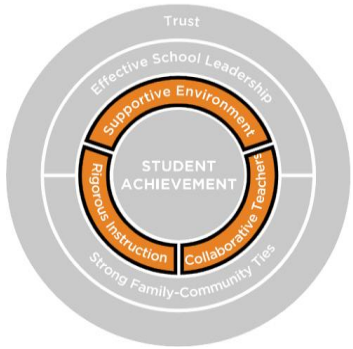 Trust
Effective School Leadership
Supportive Environment
STUDENT
ACHIEVEMENT
Rigorous Instruction
Collaborative Teachers
Strong Family-Community Ties